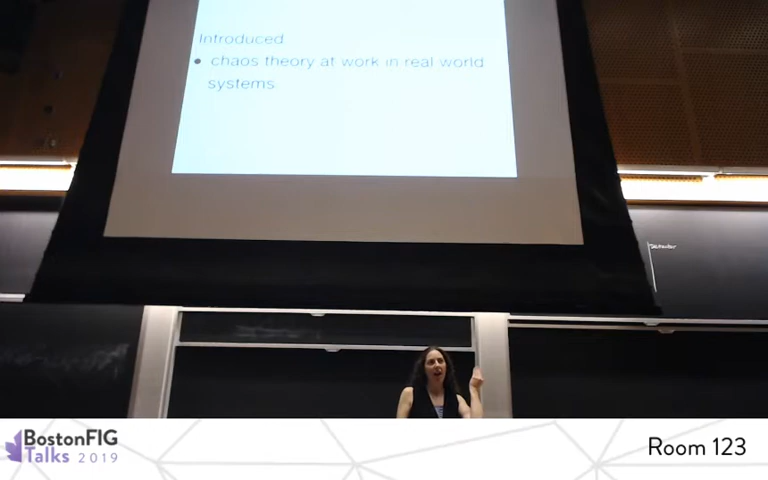 Introduced
• chaos theory at work in real world
systems
BostonFIG
Talks 2019
Room 123